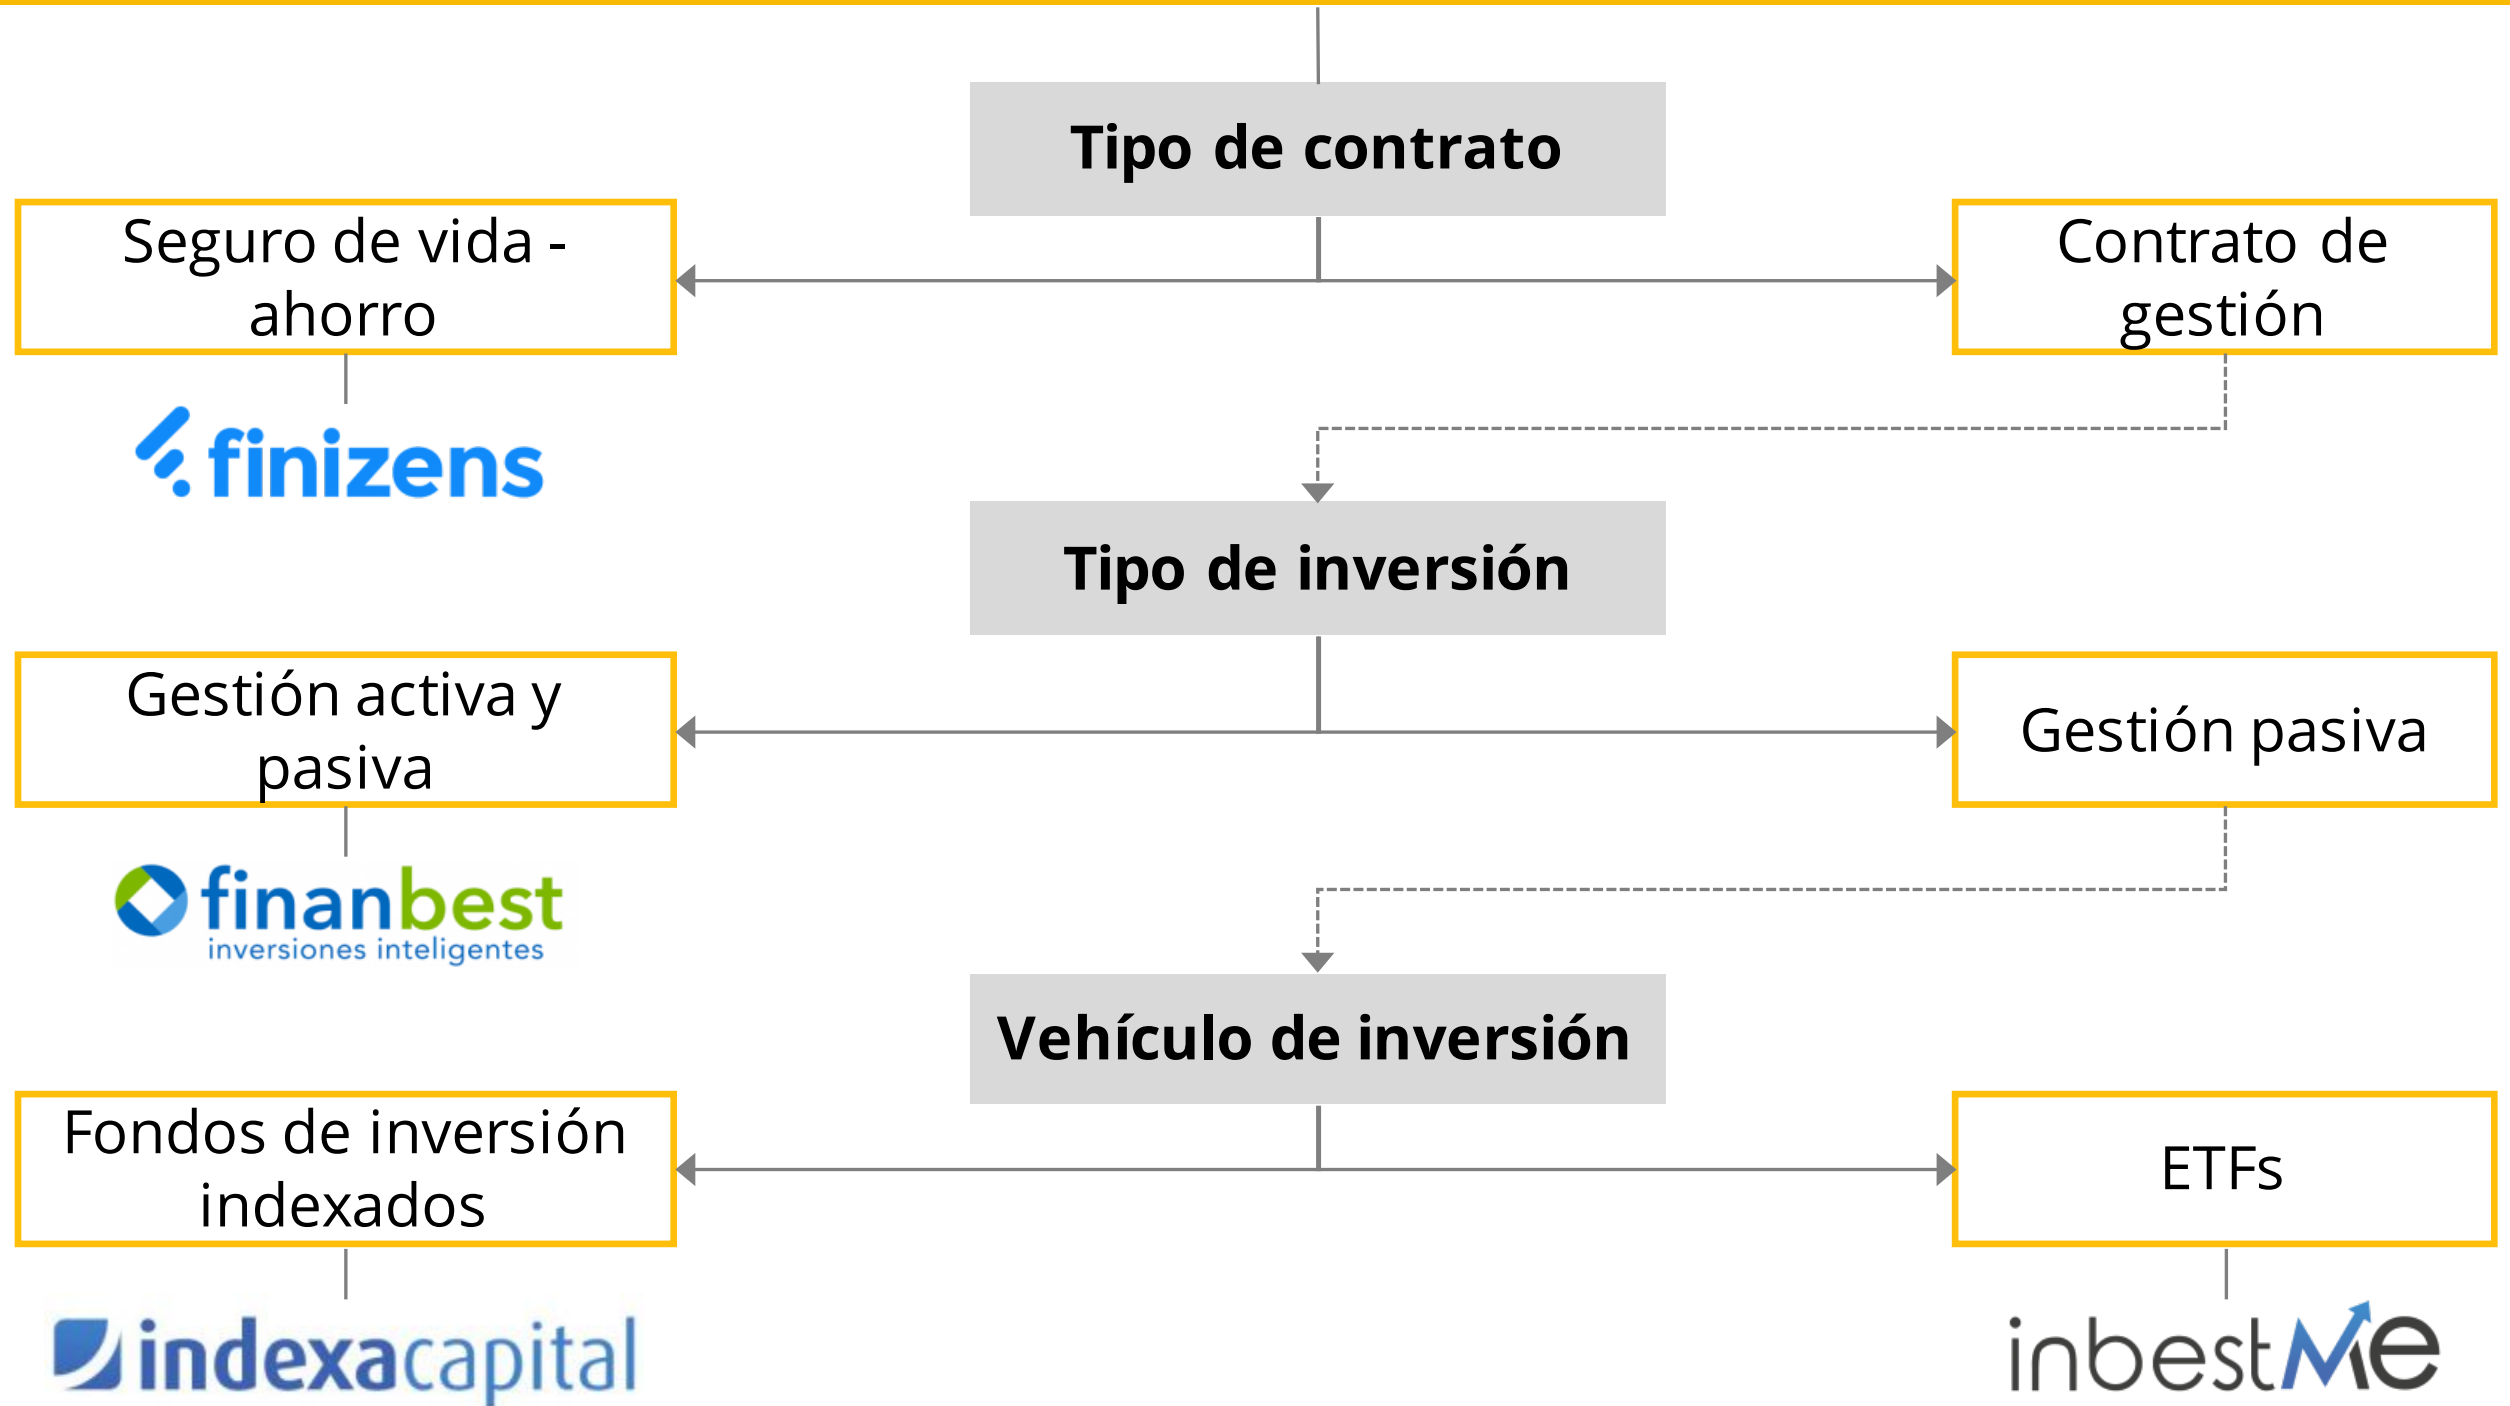 Tipo de contrato
Seguro de vida -
ahorro
Contrato de
gestión
finizens
Tipo de inversión
Gestión activa y
pasiva
Gestión pasiva
finanbest
inversiones inteligentes
Vehículo de inversión
Fondos de inversión
indexados
ETFs
indexacapital
inbestMe